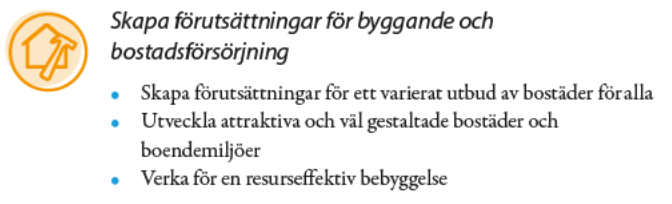 Skapa förutsättningar för byggande och
bostadsförsörjning
• Skapa förutsättningar för ett varierat utbud av bostäder för alla
• Utveckla attraktiva och väl gestaltade bostäder och
boendemiljöer
• Verka för en resurseffektiv bebyggelse